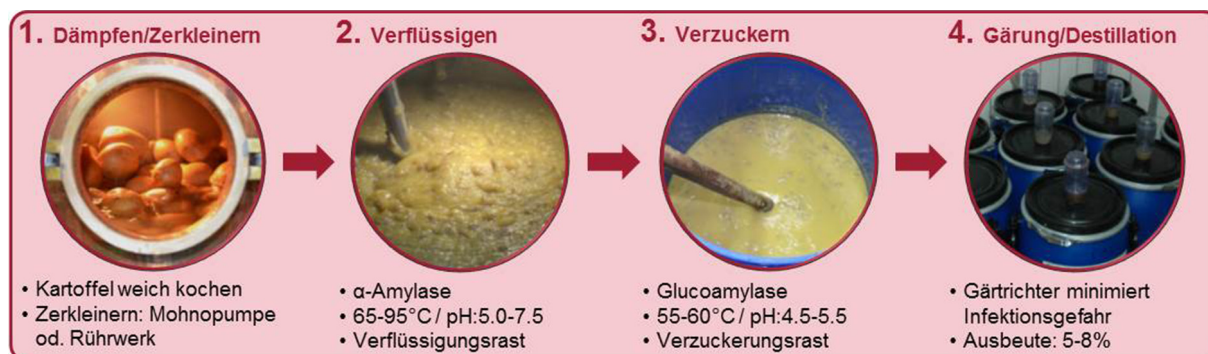 1. Dämpfen/Zerkleinern
2. Verflüssigen
3. Verzuckern
4. Gärung/Destillation
• Kartoffel weich kochen
• Zerkleinern: Mohnopumpe
od. Rührwerk
• α-Amylase
• 65-95°C / pH:5.0-7.5
• Verflüssigungsrast
• Glucoamylase
• 55-60°C / pH:4.5-5.5
• Verzuckerungsrast
• Gärtrichter minimiert
Infektionsgefahr
• Ausbeute: 5-8%